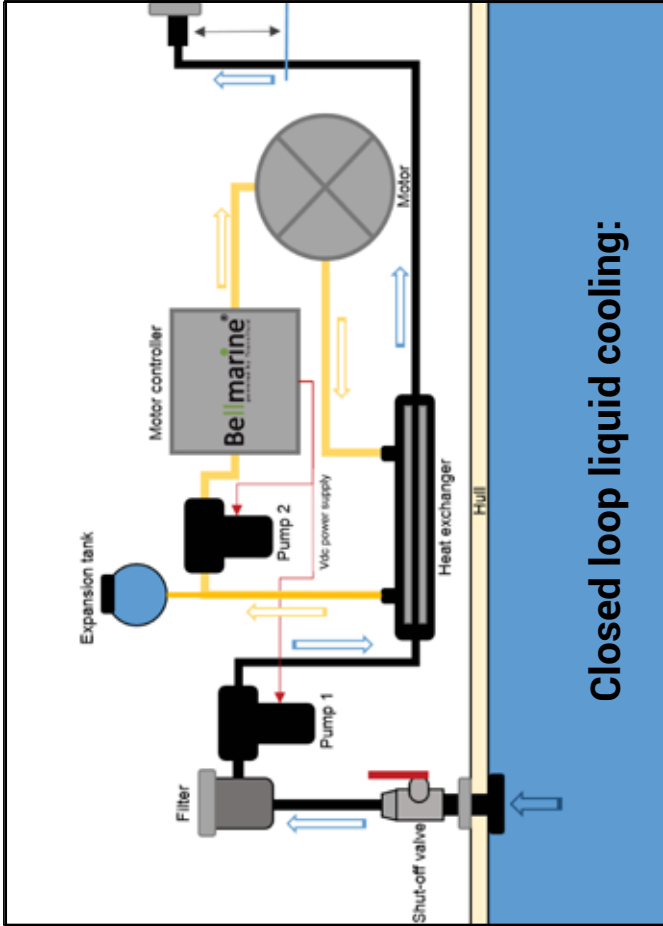 Expansion tank
Motor controller
Bellmarine®
Filter
Pump 1
Pump 2
Vdc power supply
Motor
Shut-off valve
Heat exchanger
Hull
Closed loop liquid cooling: